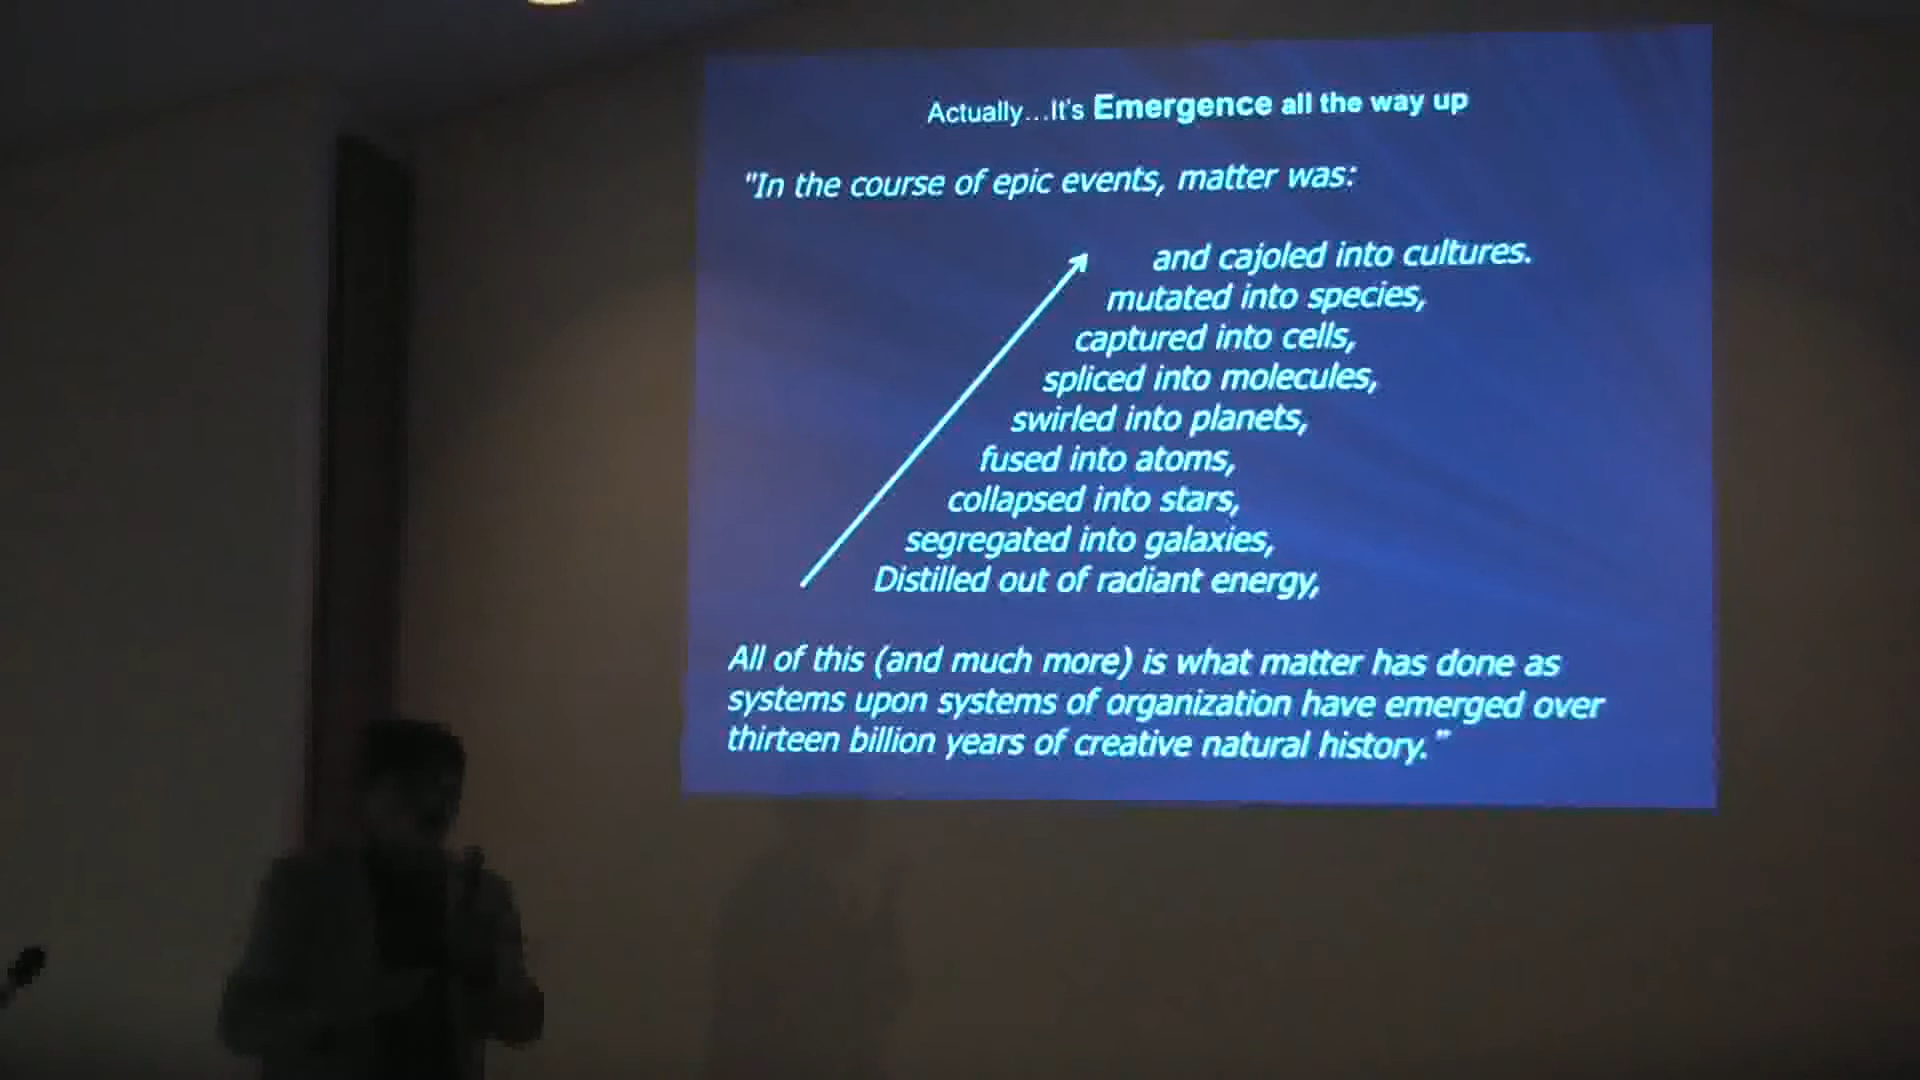 Actually...It's Emergence all the way up
"In the course of epic events, matter was:
and cajoled into cultures.
mutated into species,
captured into cells,
spliced into molecules,
swirled into planets,
fused into atoms,
collapsed into stars,
segregated into galaxies,
Distilled out of radiant energy,
All of this (and much more) is what matter has done as
systems upon systems of organization have emerged over
thirteen billion years of creative natural history."